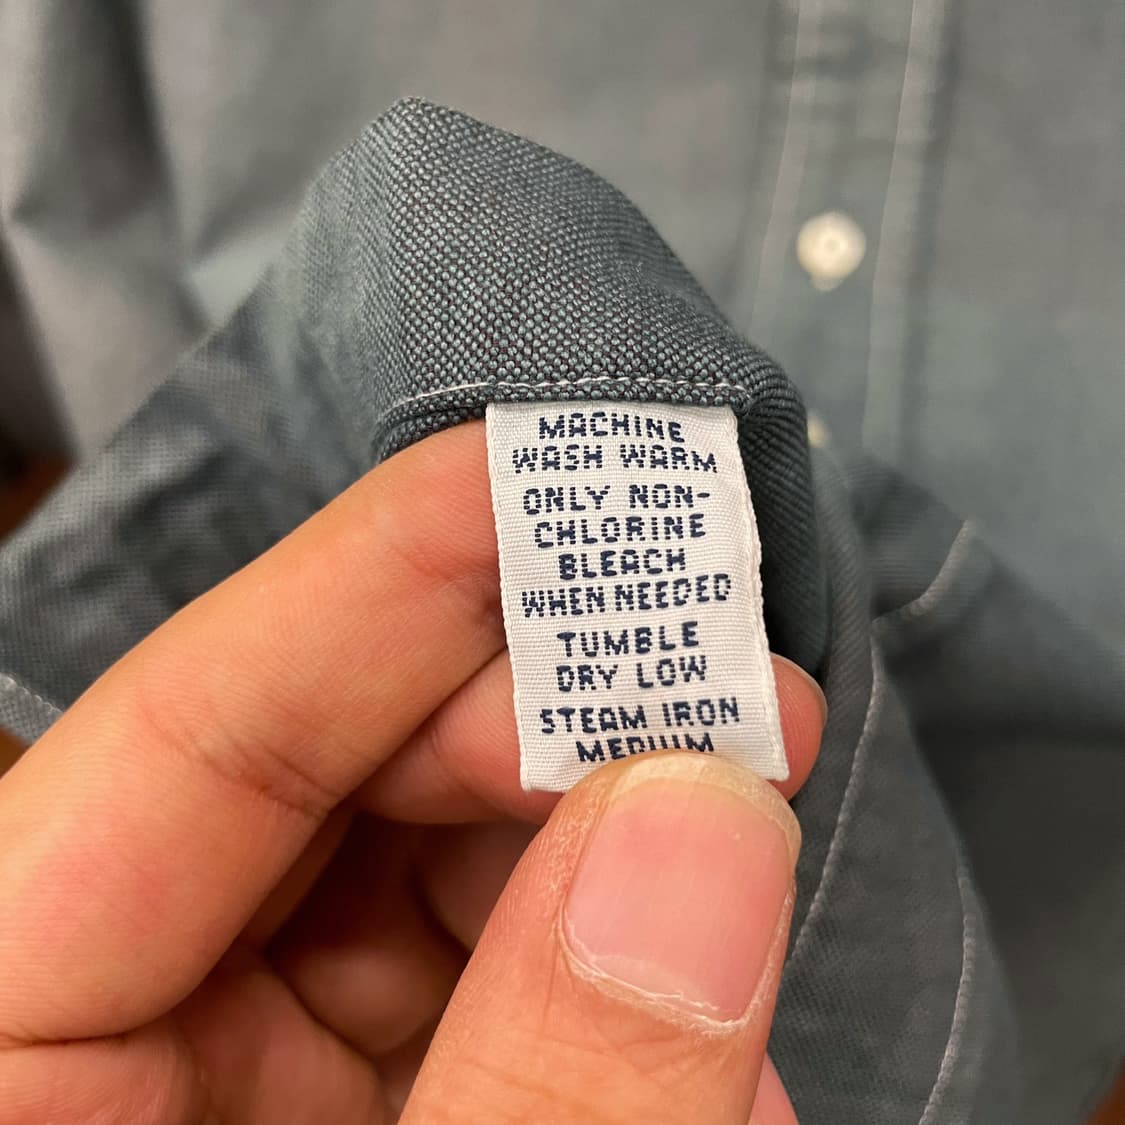 MACHINE
WASH WARM
ONLY NON-
CHLORINE
BLEACH
WHEN NEEDED
TUMBLE
DRY LOW
STEAM IRON
MEDIUM